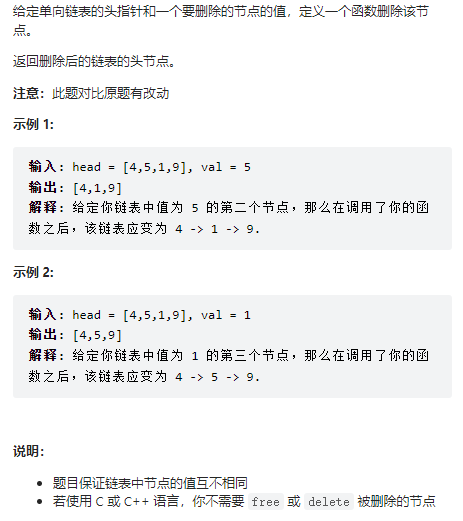 给定单向链表的头指针和一个要删除的节点的值，定义一个函数删除该节
点。
返回删除后的链表的头节点。
注意：此题对比原题有改动
示例 1:
输入: head = [4,5,1,9], val = 5
输出: [4,1,9]
解释: 给定你链表中值为 5 的第二个节点，那么在调用了你的函
数之后，该链表应变为 4 -> 1 -> 9.
示例 2:
输入: head = [4,5,1,9], val = 1
输出: [4,5,9]
解释: 给定你链表中值为 1 的第三个节点，那么在调用了你的函
数之后，该链表应变为 4 -> 5 -> 9.
说明：
• 题目保证链表中节点的值互不相同
• 若使用 C 或 C++ 语言，你不需要 free 或 delete 被删除的节点